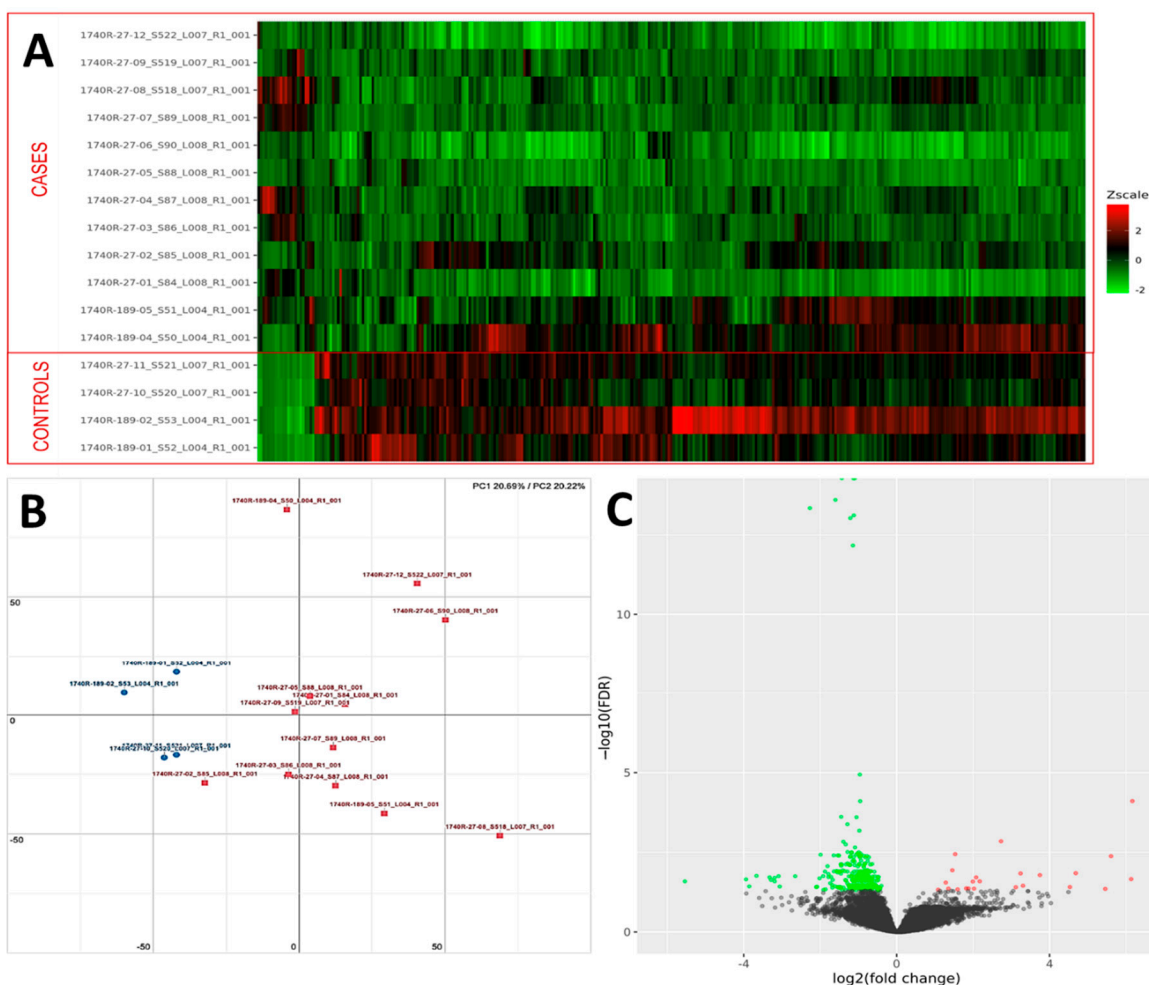 A
CASES
1740R-27-12_S522_L007_R1_001
1740R-27-09_S519_L007_R1_001
1740R-27-08_S518_L007_R1_001
1740R-27-07_S89_L008_R1_001
1740R-27-06_S90_L008_R1_001
1740R-27-05_S88_L008_R1_001
1740R-27-04_S87_L008_R1_001
1740R-27-03_S86_L008_R1_001
1740R-27-02_S85_L008_R1_001
1740R-27-01_S84_L008_R1_001
1740R-189-05_S51_L004_R1_001
1740R-189-04_S50_L004_R1_001
CONTROLS
1740R-27-11_S521_L007_R1_001
1740R-27-10_S520_L007_R1_001
1740R-189-02_S53_L004_R1_001
1740R-189-01_S52_L004_R1_001
Zscale
2
0
-2
B
PC1 20.69% / PC2 20.22%
1740R-189-04_S50_L004_R1_001
1740R-27-12_S322_L007_R1_001
1740R-27-06_S90_L008_R1_001
50
1740R-189-01_S52_L004_R1_001
1740R-189-02_S53_L004_R1_001
1740R-27-05_S88_L008_R1_001
1740R-27-01_S84_L008_R1_001
1740R-27-09_S519_L007_R1_001
0
1740R-27-07_S89_L008_R1_001
1740R-27-10_S520_L007_R1_001
1740R-27-03_S86_L008_R1_001
1740R-27-02_S85_L008_R1_001
1740R-27-04_S87_L008_R1_001
1740R-189-05_S51_L004_R1_001
1740R-27-08_S518_L007_R1_001
-50
-50
0
50
C
−log10(FDR)
10
5
0
-4
0
4
log2(fold change)